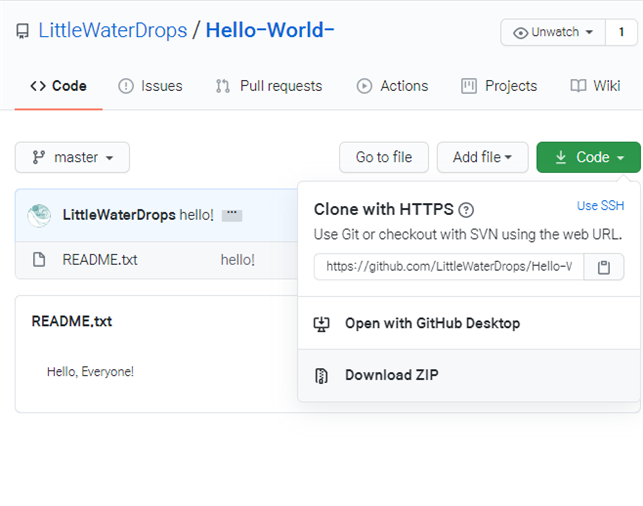 LittleWaterDrops / Hello-World-
Unwatch 1
Code Issues Pull requests Actions Projects Wiki
master Go to file Add file Code
LittleWaterDrops hello! ...
README.txt hello!
Clone with HTTPS ? Use SSH
Use Git or checkout with SVN using the web URL.
https://github.com/LittleWaterDrops/Hello-W
Open with GitHub Desktop
Download ZIP
README.txt
Hello, Everyone!